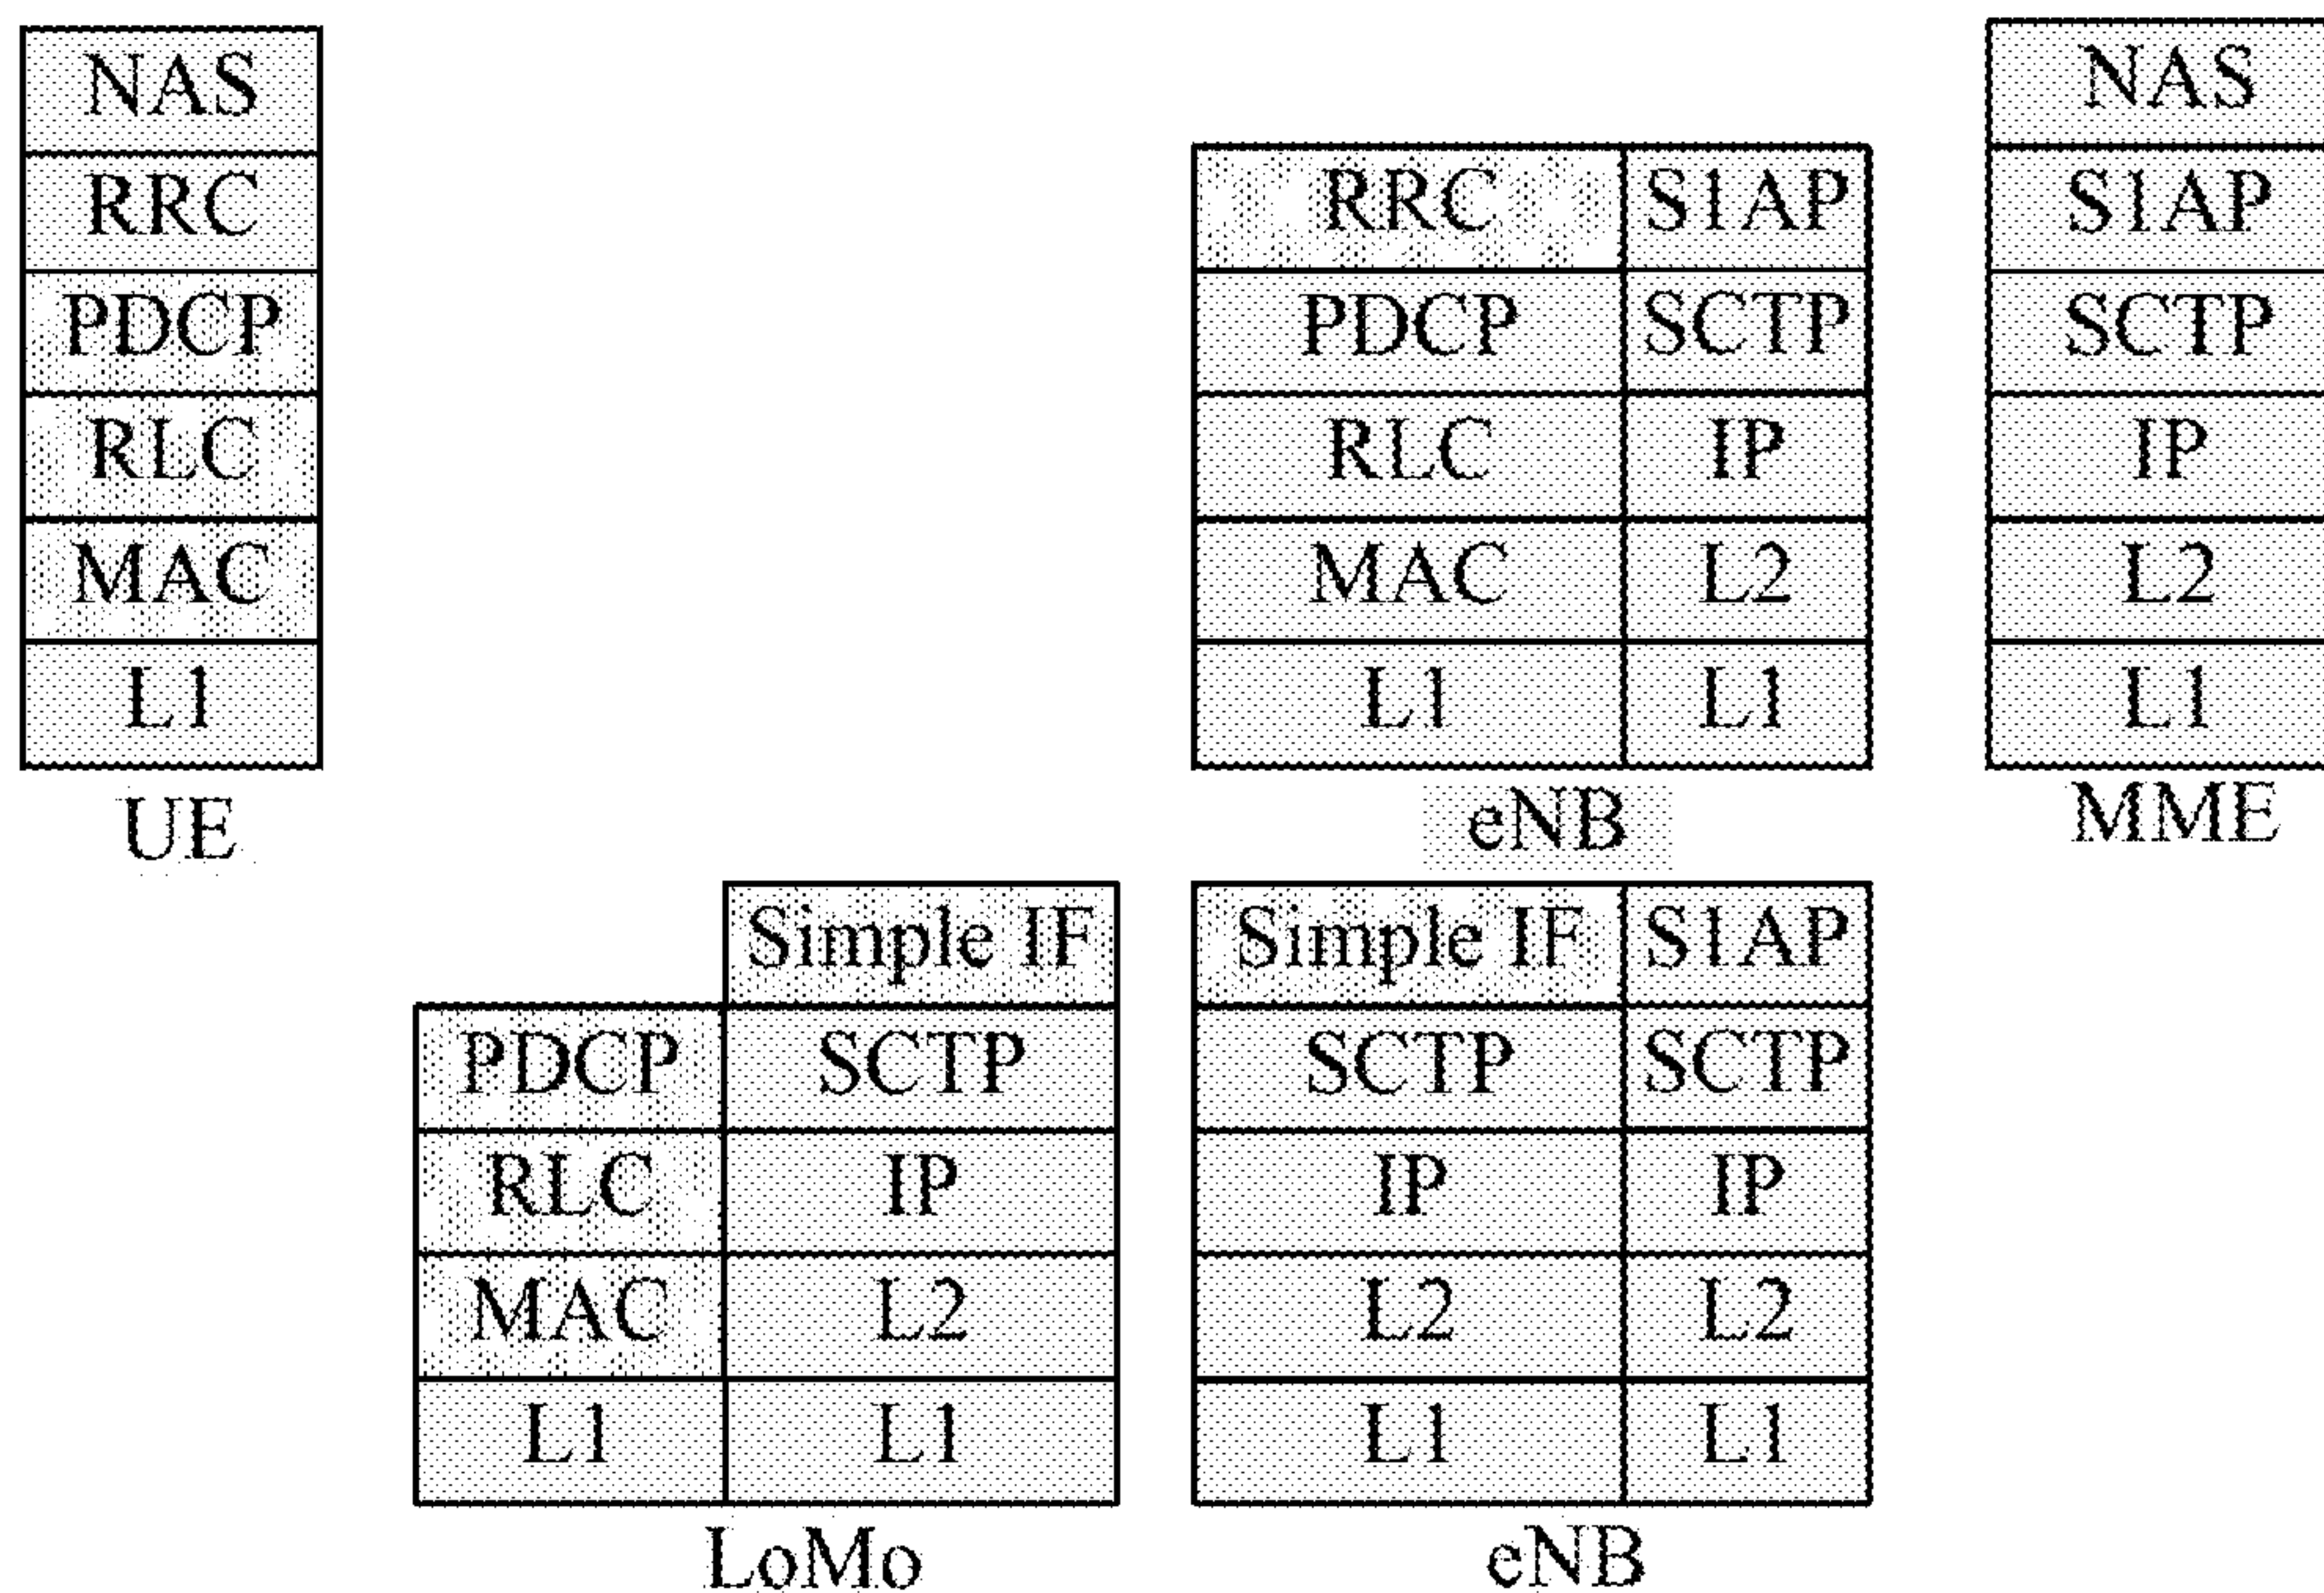 NAS
RRC
PDCP
RLC
MAC
L1
UE
RRC S1AP
PDCP SCTP
RLC IP
MAC L2
L1 L1
eNB
NAS
S1AP
SCTP
IP
L2
L1
MME
Simple IF
PDCP SCTP
RLC IP
MAC L2
L1 L1
LoMo
Simple IF S1AP
SCTP SCTP
IP IP
L2 L2
L1 L1
eNB